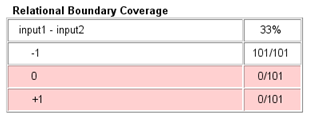 Relational Boundary Coverage
input1 - input2 33%
-1 101/101
0 0/101
+1 0/101